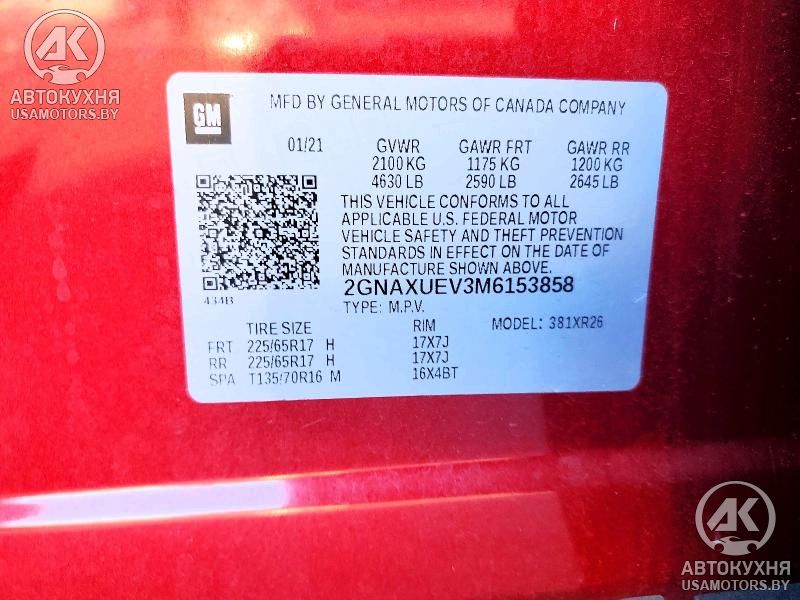 АК
АВТОКУХНЯ
USAMOTORS.BY
GM
MFD BY GENERAL MOTORS OF CANADA COMPANY
01/21 GVWR GAWR FRT GAWR RR
2100 KG 1175 KG 1200 KG
4630 LB 2590 LB 2645 LB
THIS VEHICLE CONFORMS TO ALL
APPLICABLE U.S. FEDERAL MOTOR
VEHICLE SAFETY AND THEFT PREVENTION
STANDARDS IN EFFECT ON THE DATE OF
MANUFACTURE SHOWN ABOVE.
434B
2GNAXUEV3M6153858
TYPE: M.P.V.
TIRE SIZE RIM MODEL: 381XR26
FRT 225/65R17 H 17X7J
RR 225/65R17 H 17X7J
SPA T135/70R16 M 16X4BT
АК
АВТОКУХНЯ
USAMOTORS.BY